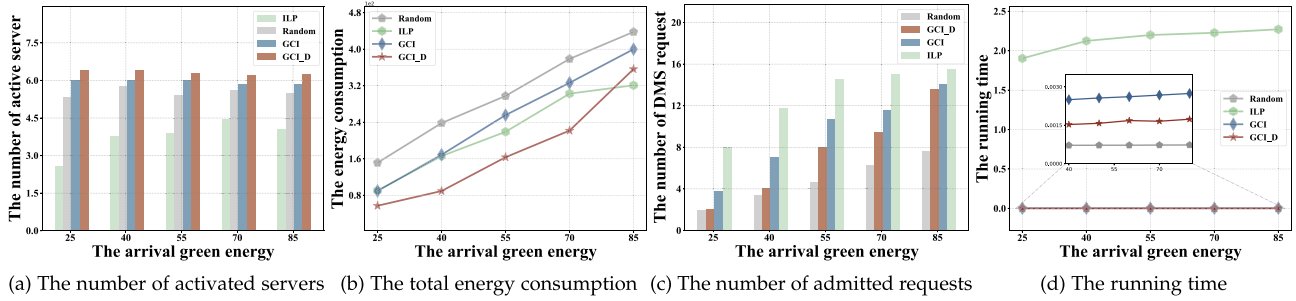 The number of active server
7.5
6.0
4.5
3.0
1.5
0.0
ILP
Random
GCI
GCI_D
25 40 55 70 85
The arrival green energy
(a) The number of activated servers
The energy consumption
1e2
4.8
4.0
3.2
2.4
1.6
0.8
Random
ILP
GCI
GCI_D
25 40 55 70 85
The arrival green energy
(b) The total energy consumption
The number of DMS request
20
16
12
8
4
0
Random
GCI_D
GCI
ILP
25 40 55 70 85
The arrival green energy
(c) The number of admitted requests
The running time
2.5
2.0
1.5
1.0
0.5
0.0
0.0030
0.0015
0.0000
40 55 70
Random
ILP
GCI
GCI_D
25 40 55 70 85
The arrival green energy
(d) The running time